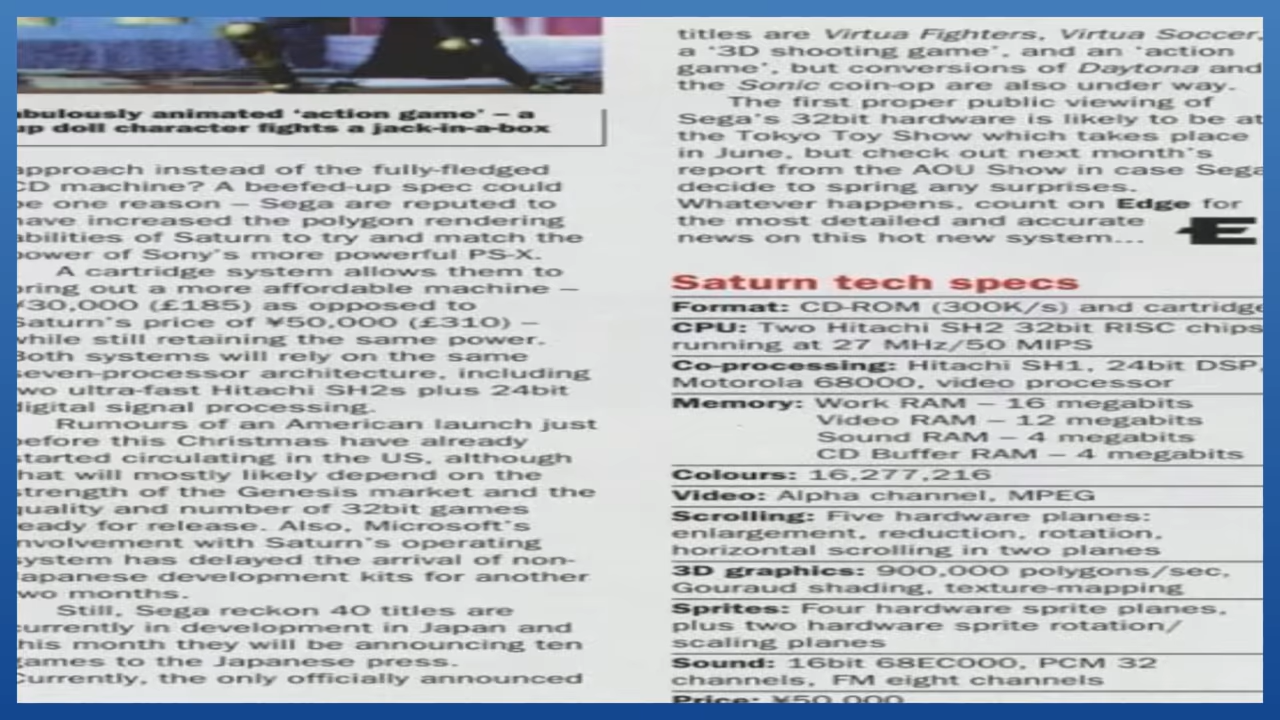 abulously animated ‘action game’ – a
up doll character fights a jack-in-a-box
approach instead of the fully-fledged
CD machine? A beefed-up spec could
be one reason – Sega are reputed to
have increased the polygon rendering
abilities of Saturn to try and match the
power of Sony’s more powerful PS-X.
A cartridge system allows them to
bring out a more affordable machine –
¥30,000 (£185) as opposed to
Saturn’s price of ¥50,000 (£310) –
while still retaining the same power.
Both systems will rely on the same
seven-processor architecture, including
two ultra-fast Hitachi SH2s plus 24bit
digital signal processing.
Rumours of an American launch just
before this Christmas have already
started circulating in the US, although
that will mostly likely depend on the
strength of the Genesis market and the
quality and number of 32bit games
ready for release. Also, Microsoft’s
involvement with Saturn’s operating
system has delayed the arrival of non-
Japanese development kits for another
two months.
Still, Sega reckon 40 titles are
currently in development in Japan and
this month they will be announcing ten
games to the Japanese press.
Currently, the only officially announced
titles are Virtua Fighters, Virtua Soccer,
a ‘3D shooting game’, and an ‘action
game’, but conversions of Daytona and
the Sonic coin-op are also under way.
The first proper public viewing of
Sega’s 32bit hardware is likely to be at
the Tokyo Toy Show which takes place
in June, but check out next month’s
report from the AOU Show in case Sega
decide to spring any surprises.
Whatever happens, count on Edge for
the most detailed and accurate
news on this hot new system...
E
Saturn tech specs
Format: CD-ROM (300K/s) and cartridge
CPU: Two Hitachi SH2 32bit RISC chips
running at 27 MHz/50 MIPS
Co-processing: Hitachi SH1, 24bit DSP,
Motorola 68000, video processor
Memory: Work RAM – 16 megabits
Video RAM – 12 megabits
Sound RAM – 4 megabits
CD Buffer RAM – 4 megabits
Colours: 16,277,216
Video: Alpha channel, MPEG
Scrolling: Five hardware planes:
enlargement, reduction, rotation,
horizontal scrolling in two planes
3D graphics: 900,000 polygons/sec,
Gouraud shading, texture-mapping
Sprites: Four hardware sprite planes,
plus two hardware sprite rotation/
scaling planes
Sound: 16bit 68EC000, PCM 32
channels, FM eight channels
Price: ¥50,000